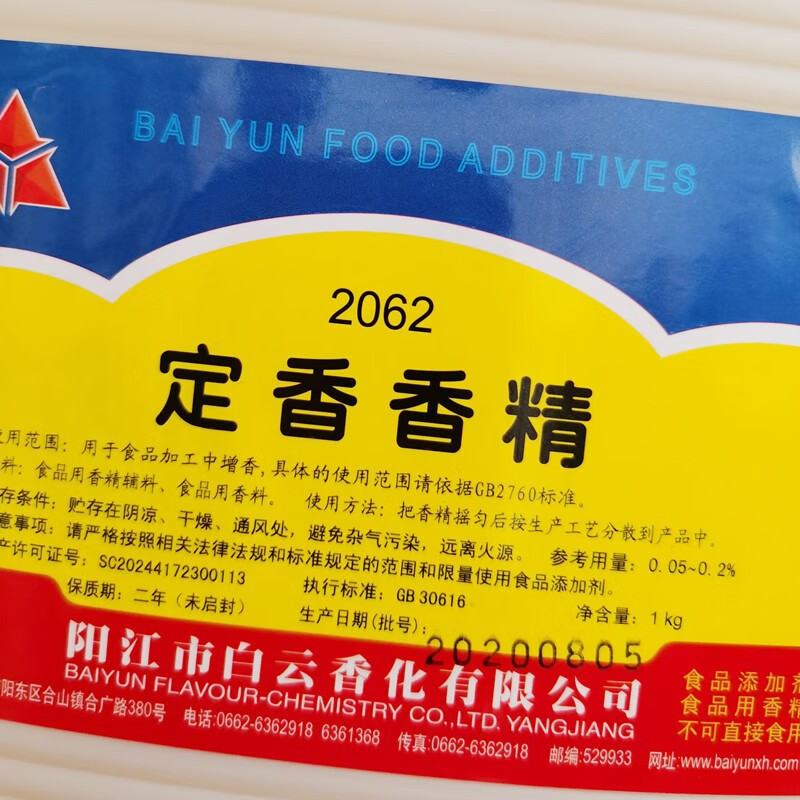 BAI YUN FOOD ADDITIVES
2062
定香香精
用范围：用于食品加工中增香，具体的使用范围请依据GB2760标准。
料：食品用香精辅料、食品用香料。 使用方法：把香精摇匀后按生产工艺分散到产品中。
存条件：贮存在阴凉、干燥、通风处，避免杂气污染，远离火源。 参考用量：0.05~0.2%
意事项：请严格按照相关法律法规和标准规定的范围和限量使用食品添加剂。
产许可证号：SC20244172300113 执行标准：GB 30616 净含量：1kg
保质期：二年（未启封） 生产日期(批号)：20200805
阳江市白云香化有限公司
BAIYUN FLAVOUR-CHEMISTRY CO.,LTD. YANGJIANG
阳东区合山镇合广路380号 电话:0662-6362918 6361368 传真:0662-6362918 邮编:529933 网址:www.baiyunxh.com
食品添加剂
食品用香精
不可直接食用